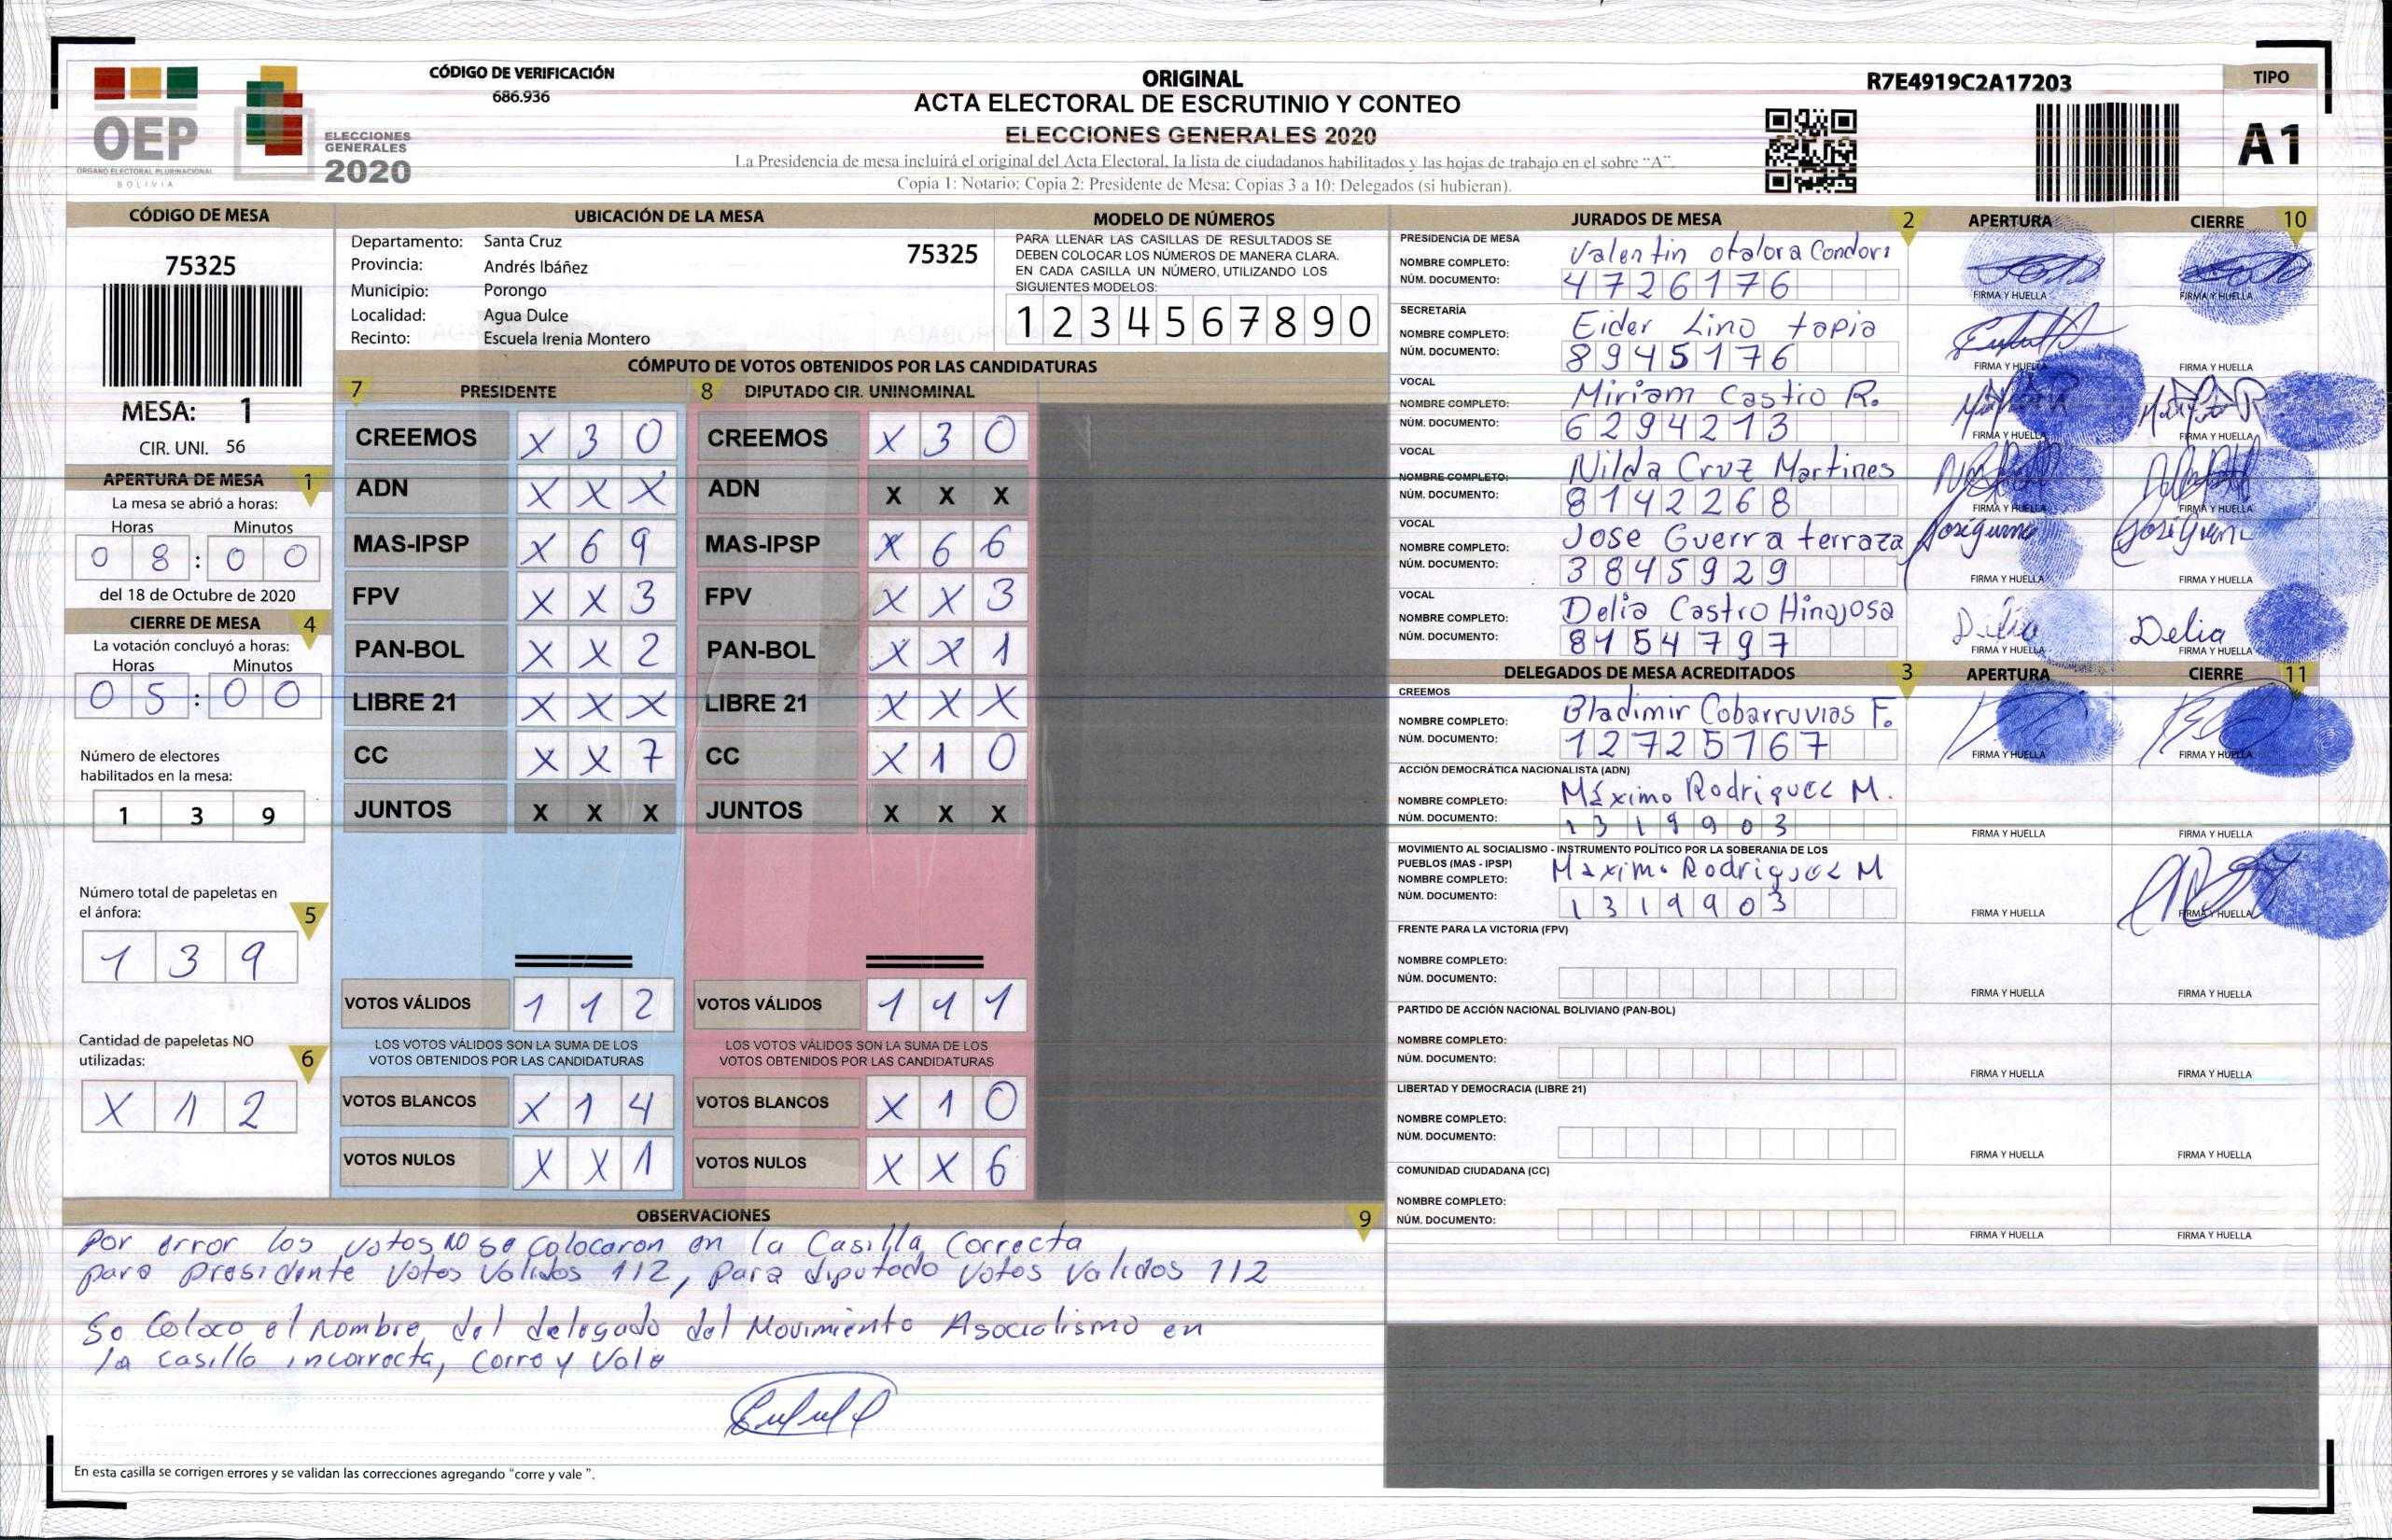 CÓDIGO DE VERIFICACIÓN
686.936
OEP
ÓRGANO ELECTORAL PLURINACIONAL
BOLIVIA
ELECCIONES
GENERALES
2020
ORIGINAL
ACTA ELECTORAL DE ESCRUTINIO Y CONTEO
ELECCIONES GENERALES 2020
La Presidencia de mesa incluirá el original del Acta Electoral, la lista de ciudadanos habilitados y las hojas de trabajo en el sobre “A”.
Copia 1: Notario; Copia 2: Presidente de Mesa; Copias 3 a 10: Delegados (si hubieran).
R7E4919C2A17203
TIPO
A1
CÓDIGO DE MESA
75325
MESA: 1
CIR. UNI. 56
APERTURA DE MESA 1
La mesa se abrió a horas:
Horas Minutos
0 8 : 0 0
del 18 de Octubre de 2020
CIERRE DE MESA 4
La votación concluyó a horas:
Horas Minutos
0 5 : 0 0
Número de electores
habilitados en la mesa:
1 3 9
Número total de papeletas en
el ánfora: 5
1 3 9
Cantidad de papeletas NO
utilizadas: 6
X 1 2
UBICACIÓN DE LA MESA
Departamento: Santa Cruz 75325
Provincia: Andrés Ibáñez
Municipio: Porongo
Localidad: Agua Dulce
Recinto: Escuela Irenia Montero
MODELO DE NÚMEROS
PARA LLENAR LAS CASILLAS DE RESULTADOS SE
DEBEN COLOCAR LOS NÚMEROS DE MANERA CLARA.
EN CADA CASILLA UN NÚMERO, UTILIZANDO LOS
SIGUIENTES MODELOS:
1 2 3 4 5 6 7 8 9 0
CÓMPUTO DE VOTOS OBTENIDOS POR LAS CANDIDATURAS
7 PRESIDENTE
CREEMOS X 3 0
ADN X X X
MAS-IPSP X 6 9
FPV X X 3
PAN-BOL X X 2
LIBRE 21 X X X
CC X X 7
JUNTOS X X X
VOTOS VÁLIDOS 1 1 2
LOS VOTOS VÁLIDOS SON LA SUMA DE LOS
VOTOS OBTENIDOS POR LAS CANDIDATURAS
VOTOS BLANCOS X 1 4
VOTOS NULOS X X 1
8 DIPUTADO CIR. UNINOMINAL
CREEMOS X 3 0
ADN X X X
MAS-IPSP X 6 6
FPV X X 3
PAN-BOL X X 1
LIBRE 21 X X X
CC X 1 0
JUNTOS X X X
VOTOS VÁLIDOS 1 1 1
LOS VOTOS VÁLIDOS SON LA SUMA DE LOS
VOTOS OBTENIDOS POR LAS CANDIDATURAS
VOTOS BLANCOS X 1 0
VOTOS NULOS X X 6
OBSERVACIONES 9
Por error los votos no se colocaron en la Casilla Correcta
para presidente Votos Validos 112, para diputado Votos Validos 112
Se Coloco el nombre del delegado del Movimiento Asocialismo en
la casilla incorrecta, Corre y Vale
En esta casilla se corrigen errores y se validan las correcciones agregando “corre y vale ”.
JURADOS DE MESA 2 APERTURA CIERRE 10
PRESIDENCIA DE MESA
NOMBRE COMPLETO: Valentin otalora Condori
NÚM. DOCUMENTO: 4726176
FIRMA Y HUELLA FIRMA Y HUELLA
SECRETARÍA
NOMBRE COMPLETO: Eider Lino tapia
NÚM. DOCUMENTO: 8945176
FIRMA Y HUELLA FIRMA Y HUELLA
VOCAL
NOMBRE COMPLETO: Miriam Castro R.
NÚM. DOCUMENTO: 6294213
FIRMA Y HUELLA FIRMA Y HUELLA
VOCAL
NOMBRE COMPLETO: Nilda Cruz Martines
NÚM. DOCUMENTO: 8142268
FIRMA Y HUELLA FIRMA Y HUELLA
VOCAL
NOMBRE COMPLETO: Jose Guerra terraza
NÚM. DOCUMENTO: 3845929
FIRMA Y HUELLA FIRMA Y HUELLA
VOCAL
NOMBRE COMPLETO: Delia Castro Hinojosa
NÚM. DOCUMENTO: 8154797
Delia Delia
FIRMA Y HUELLA FIRMA Y HUELLA
DELEGADOS DE MESA ACREDITADOS 3 APERTURA CIERRE 11
CREEMOS
NOMBRE COMPLETO: Bladimir Cobarruvias F.
NÚM. DOCUMENTO: 12725167
FIRMA Y HUELLA FIRMA Y HUELLA
ACCIÓN DEMOCRÁTICA NACIONALISTA (ADN)
NOMBRE COMPLETO: Máximo Rodriguez M.
NÚM. DOCUMENTO: 1319903
FIRMA Y HUELLA FIRMA Y HUELLA
MOVIMIENTO AL SOCIALISMO - INSTRUMENTO POLÍTICO POR LA SOBERANIA DE LOS
PUEBLOS (MAS - IPSP)
NOMBRE COMPLETO: Maximo Rodriguez M
NÚM. DOCUMENTO: 1319903
FIRMA Y HUELLA FIRMA Y HUELLA
FRENTE PARA LA VICTORIA (FPV)
NOMBRE COMPLETO:
NÚM. DOCUMENTO:
FIRMA Y HUELLA FIRMA Y HUELLA
PARTIDO DE ACCIÓN NACIONAL BOLIVIANO (PAN-BOL)
NOMBRE COMPLETO:
NÚM. DOCUMENTO:
FIRMA Y HUELLA FIRMA Y HUELLA
LIBERTAD Y DEMOCRACIA (LIBRE 21)
NOMBRE COMPLETO:
NÚM. DOCUMENTO:
FIRMA Y HUELLA FIRMA Y HUELLA
COMUNIDAD CIUDADANA (CC)
NOMBRE COMPLETO:
NÚM. DOCUMENTO:
FIRMA Y HUELLA FIRMA Y HUELLA